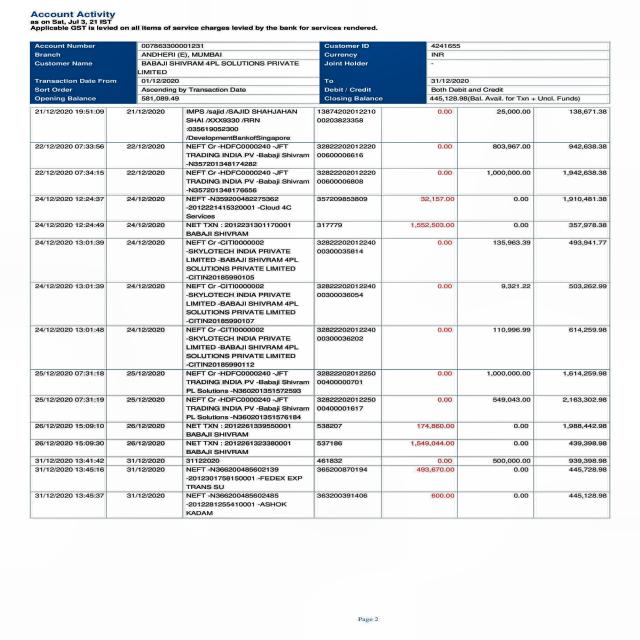 Account Activity
as on Sat, Jul 3, 21 IST
Applicable GST is levied on all items of service charges levied by the bank for services rendered.
Account Number 007863300001231 Customer ID 4241655
Branch ANDHERI (E), MUMBAI Currency INR
Customer Name BABAJI SHIVRAM 4PL SOLUTIONS PRIVATE Joint Holder -
LIMITED
Transaction Date From 01/12/2020 To 31/12/2020
Sort Order Ascending by Transaction Date Debit / Credit Both Debit and Credit
Opening Balance 581,089.49 Closing Balance 445,128.98(Bal. Avail. for Txn + Uncl. Funds)
21/12/2020 19:51:09 21/12/2020 IMPS /sajid /SAJID SHAHJAHAN 13874202012210 0.00 25,000.00 138,671.38
SHAI /XXX9330 /RRN 00203823358
:035619052300
/DevelopmentBankofSingapore
22/12/2020 07:33:56 22/12/2020 NEFT Cr -HDFC0000240 -JFT 32822202012220 0.00 803,967.00 942,638.38
TRADING INDIA PV -Babaji Shivram 00600006616
-N357201348174282
22/12/2020 07:34:15 22/12/2020 NEFT Cr -HDFC0000240 -JFT 32822202012220 0.00 1,000,000.00 1,942,638.38
TRADING INDIA PV -Babaji Shivram 00600006808
-N357201348176656
24/12/2020 12:24:37 24/12/2020 NEFT -N359200482275362 357209853809 32,157.00 0.00 1,910,481.38
-2012221415320001 -Cloud 4C
Services
24/12/2020 12:24:49 24/12/2020 NET TXN : 2012231301170001 317779 1,552,503.00 0.00 357,978.38
BABAJI SHIVRAM
24/12/2020 13:01:39 24/12/2020 NEFT Cr -CITI0000002 32822202012240 0.00 135,963.39 493,941.77
-SKYLOTECH INDIA PRIVATE 00300035814
LIMITED -BABAJI SHIVRAM 4PL
SOLUTIONS PRIVATE LIMITED
-CITIN20185990105
24/12/2020 13:01:39 24/12/2020 NEFT Cr -CITI0000002 32822202012240 0.00 9,321.22 503,262.99
-SKYLOTECH INDIA PRIVATE 00300036054
LIMITED -BABAJI SHIVRAM 4PL
SOLUTIONS PRIVATE LIMITED
-CITIN20185990107
24/12/2020 13:01:48 24/12/2020 NEFT Cr -CITI0000002 32822202012240 0.00 110,996.99 614,259.98
-SKYLOTECH INDIA PRIVATE 00300036202
LIMITED -BABAJI SHIVRAM 4PL
SOLUTIONS PRIVATE LIMITED
-CITIN20185990112
25/12/2020 07:31:18 25/12/2020 NEFT Cr -HDFC0000240 -JFT 32822202012250 0.00 1,000,000.00 1,614,259.98
TRADING INDIA PV -Babaji Shivram 00400000701
PL Solutions -N360201351572593
25/12/2020 07:31:19 25/12/2020 NEFT Cr -HDFC0000240 -JFT 32822202012250 0.00 549,043.00 2,163,302.98
TRADING INDIA PV -Babaji Shivram 00400001617
PL Solutions -N360201351576184
26/12/2020 15:09:10 26/12/2020 NET TXN : 2012261339550001 538207 174,860.00 0.00 1,988,442.98
BABAJI SHIVRAM
26/12/2020 15:09:30 26/12/2020 NET TXN : 2012261323380001 537186 1,549,044.00 0.00 439,398.98
BABAJI SHIVRAM
31/12/2020 13:41:42 31/12/2020 31122020 461832 0.00 500,000.00 939,398.98
31/12/2020 13:45:16 31/12/2020 NEFT -N366200485602139 365200870194 493,670.00 0.00 445,728.98
-2012301758150001 -FEDEX EXP
TRANS SU
31/12/2020 13:45:37 31/12/2020 NEFT -N366200485602485 363200391406 600.00 0.00 445,128.98
-2012281255410001 -ASHOK
KADAM
Page 2